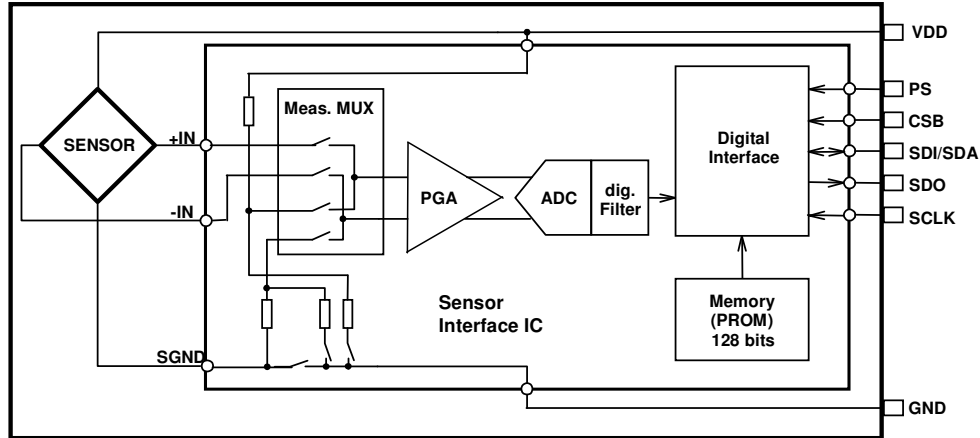 VDD
Meas. MUX
PS
CSB
SENSOR
+IN
Digital
Interface
SDI/SDA
PGA
ADC
dig.
Filter
SDO
-IN
SCLK
Sensor
Interface IC
Memory
(PROM)
128 bits
SGND
GND